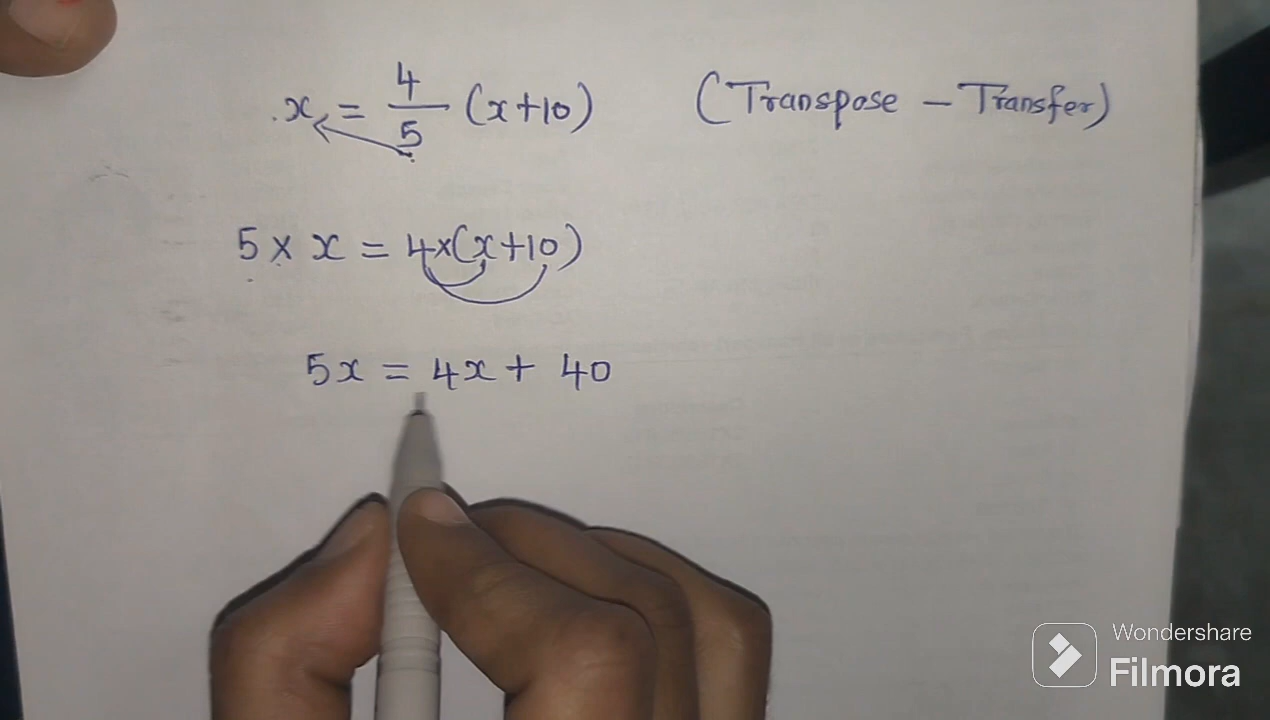 x = 4/5 (x+10) (Transpose - Transfer)
5 × x = 4×(x+10)
5x = 4x + 40
Wondershare
Filmora